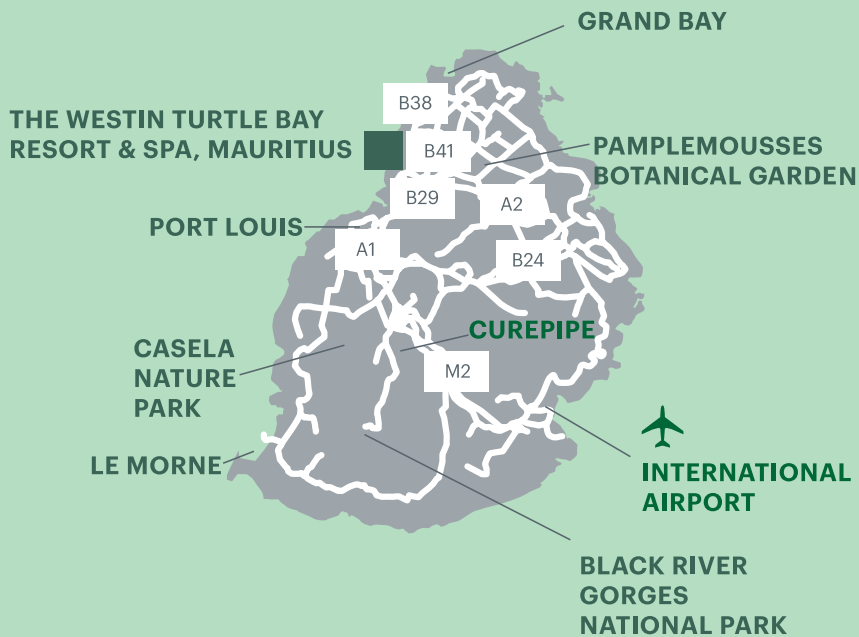 GRAND BAY
B38
THE WESTIN TURTLE BAY
RESORT & SPA, MAURITIUS
B41
PAMPLEMOUSSES
BOTANICAL GARDEN
B29
A2
PORT LOUIS
A1
B24
CUREPIPE
CASELA
NATURE
PARK
M2
LE MORNE
INTERNATIONAL
AIRPORT
BLACK RIVER
GORGES
NATIONAL PARK